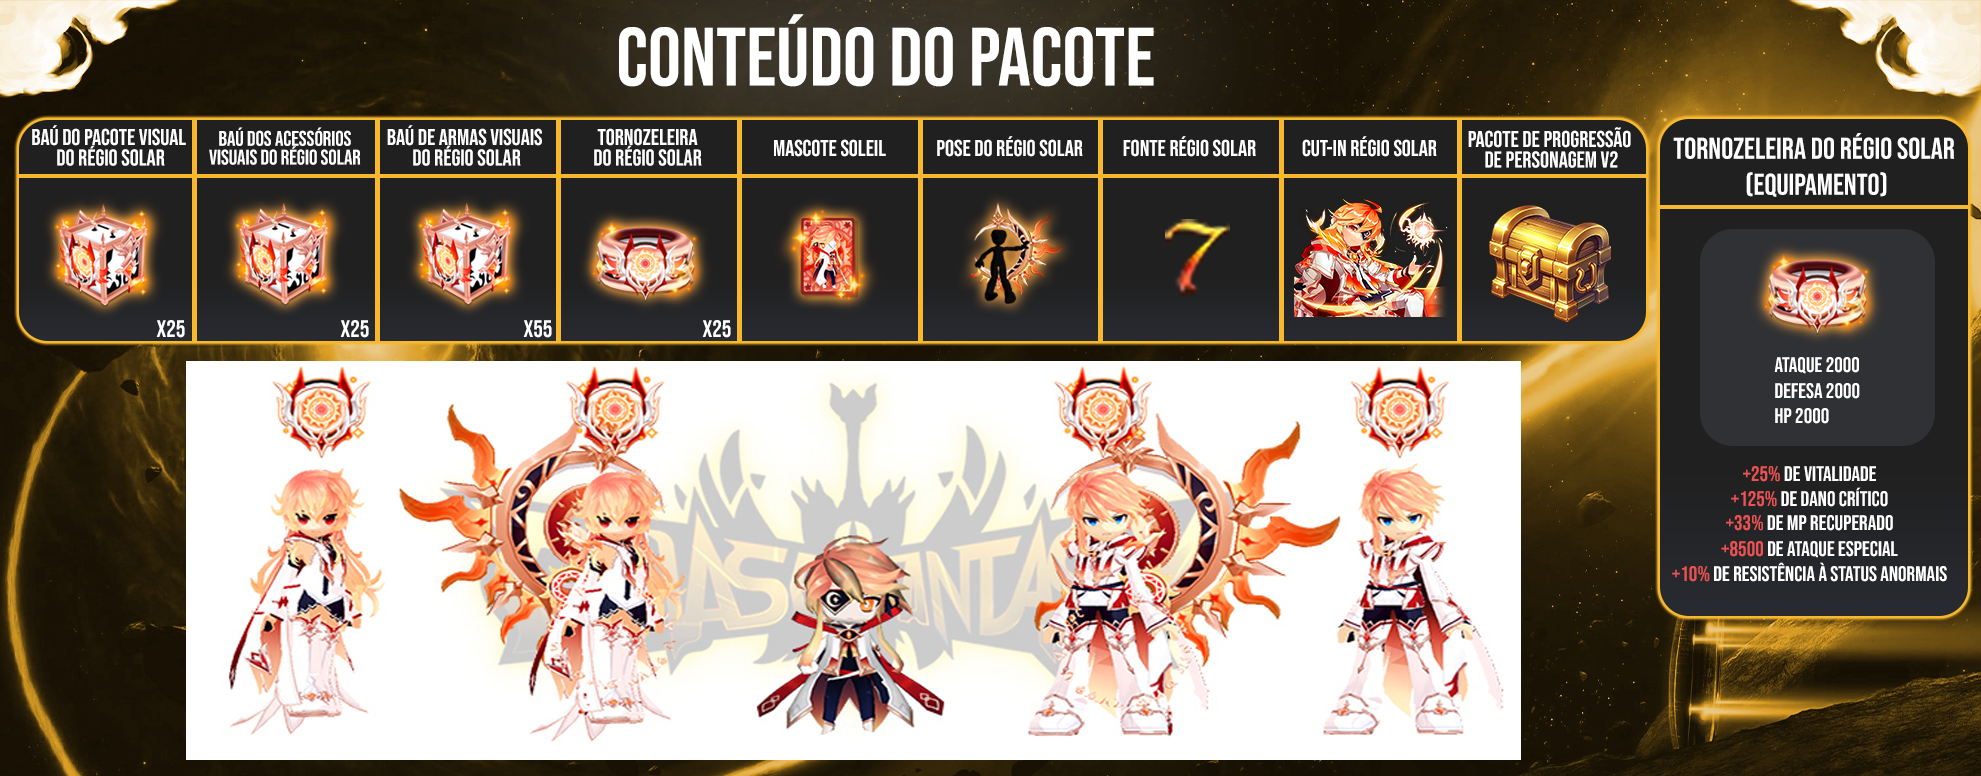 CONTEÚDO DO PACOTE
BAÚ DO PACOTE VISUAL
DO RÉGIO SOLAR
X25
BAÚ DOS ACESSÓRIOS
VISUAIS DO RÉGIO SOLAR
X25
BAÚ DE ARMAS VISUAIS
DO RÉGIO SOLAR
X55
TORNOZELEIRA
DO RÉGIO SOLAR
X25
MASCOTE SOLEIL
POSE DO RÉGIO SOLAR
FONTE RÉGIO SOLAR
7
CUT-IN RÉGIO SOLAR
PACOTE DE PROGRESSÃO
DE PERSONAGEM V2
TORNOZELEIRA DO RÉGIO SOLAR
(EQUIPAMENTO)
ATAQUE 2000
DEFESA 2000
HP 2000
+25% DE VITALIDADE
+125% DE DANO CRÍTICO
+33% DE MP RECUPERADO
+8500 DE ATAQUE ESPECIAL
+10% DE RESISTÊNCIA À STATUS ANORMAIS